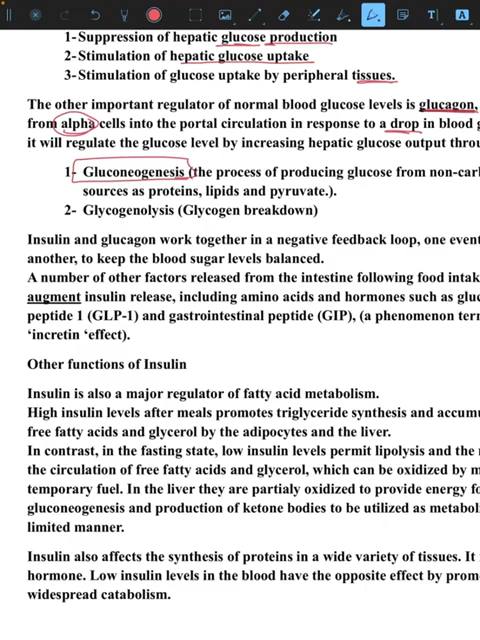 1- Suppression of hepatic glucose production
2- Stimulation of hepatic glucose uptake
3- Stimulation of glucose uptake by peripheral tissues.
The other important regulator of normal blood glucose levels is glucagon,
from alpha cells into the portal circulation in response to a drop in blood
it will regulate the glucose level by increasing hepatic glucose output
1- Gluconeogenesis (the process of producing glucose from
sources as proteins, lipids and pyruvate.).
2- Glycogenolysis (Glycogen breakdown)
Insulin and glucagon work together in a negative feedback loop, one
another, to keep the blood sugar levels balanced.
A number of other factors released from the intestine following food
augment insulin release, including amino acids and hormones such as
peptide 1 (GLP-1) and gastrointestinal peptide (GIP), (a phenomenon
‘incretin ‘effect).
Other functions of Insulin
Insulin is also a major regulator of fatty acid metabolism.
High insulin levels after meals promotes triglyceride synthesis and
free fatty acids and glycerol by the adipocytes and the liver.
In contrast, in the fasting state, low insulin levels permit lipolysis and the
the circulation of free fatty acids and glycerol, which can be oxidized by
temporary fuel. In the liver they are partialy oxidized to provide energy
gluconeogenesis and production of ketone bodies to be utilized as
limited manner.
Insulin also affects the synthesis of proteins in a wide variety of tissues. It
hormone. Low insulin levels in the blood have the opposite effect by
widespread catabolism.